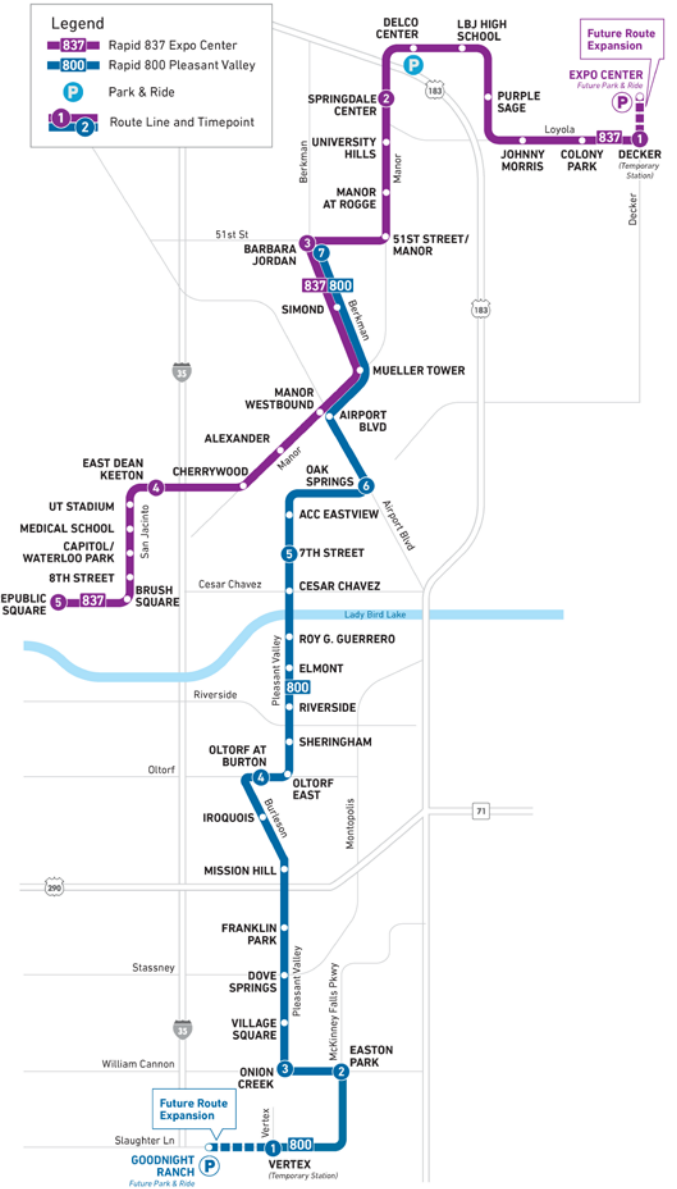 Legend
837 Rapid 837 Expo Center
800 Rapid 800 Pleasant Valley
P Park & Ride
1 2 Route Line and Timepoint
DELCO
CENTER
LBJ HIGH
SCHOOL
Future Route
Expansion
P
183
EXPO CENTER
Future Park & Ride
P
SPRINGDALE
CENTER
2
PURPLE
SAGE
UNIVERSITY
HILLS
Berkman
Manor
Loyola
837
1
JOHNNY
MORRIS
COLONY
PARK
DECKER
(Temporary
Station)
MANOR
AT ROGGE
Decker
51st St
BARBARA
JORDAN
3
7
51ST STREET/
MANOR
837
800
SIMOND
Berkman
183
35
MUELLER TOWER
MANOR
WESTBOUND
AIRPORT
BLVD
ALEXANDER
Manor
EAST DEAN
KEETON
CHERRYWOOD
4
OAK
SPRINGS
6
UT STADIUM
San Jacinto
ACC EASTVIEW
Airport Blvd
MEDICAL SCHOOL
CAPITOL/
WATERLOO PARK
5
7TH STREET
8TH STREET
Cesar Chavez
CESAR CHAVEZ
EPUBLIC
SQUARE
5
837
BRUSH
SQUARE
Lady Bird Lake
ROY G. GUERRERO
Pleasant Valley
ELMONT
800
Riverside
RIVERSIDE
SHERINGHAM
OLTORF AT
BURTON
Oltorf
4
OLTORF
EAST
IROQUOIS
Burleson
Montopolis
71
MISSION HILL
290
FRANKLIN
PARK
Pleasant Valley
Stassney
DOVE
SPRINGS
McKinney Falls Pkwy
VILLAGE
SQUARE
35
EASTON
PARK
William Cannon
ONION
CREEK
3
2
Future Route
Expansion
Vertex
Slaughter Ln
1
800
GOODNIGHT
RANCH
P
Future Park & Ride
VERTEX
(Temporary Station)